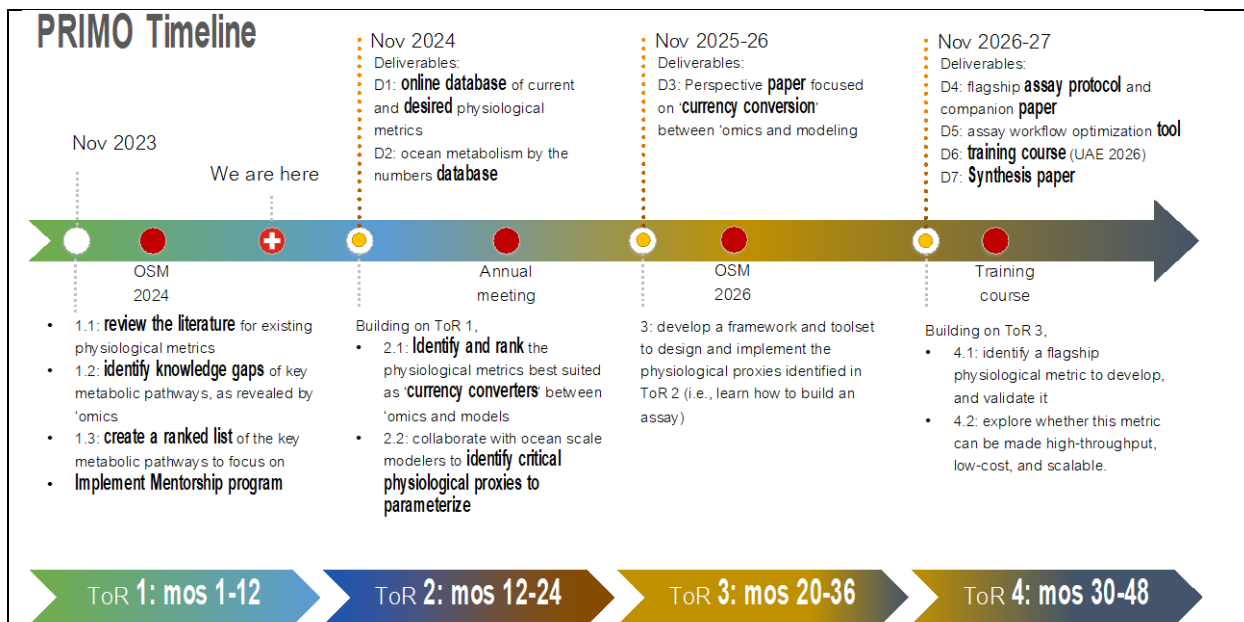 PRIMO Timeline
Nov 2023
We are here
Nov 2024
Deliverables:
D1: online database of current
and desired physiological
metrics
D2: ocean metabolism by the
numbers database
Nov 2025-26
Deliverables:
D3: Perspective paper focused
on ‘currency conversion’
between ‘omics and modeling
Nov 2026-27
Deliverables:
D4: flagship assay protocol and
companion paper
D5: assay workflow optimization tool
D6: training course (UAE 2026)
D7: Synthesis paper
OSM
2024
Annual
meeting
OSM
2026
Training
course
• 1.1: review the literature for existing
physiological metrics
• 1.2: identify knowledge gaps of key
metabolic pathways, as revealed by
‘omics
• 1.3: create a ranked list of the key
metabolic pathways to focus on
• Implement Mentorship program
Building on ToR 1,
• 2.1: Identify and rank the
physiological metrics best suited
as ‘currency converters’ between
‘omics and models
• 2.2: collaborate with ocean scale
modelers to identify critical
physiological proxies to
parameterize
3: develop a framework and toolset
to design and implement the
physiological proxies identified in
ToR 2 (i.e., learn how to build an
assay)
Building on ToR 3,
• 4.1: identify a flagship
physiological metric to develop,
and validate it
• 4.2: explore whether this metric
can be made high-throughput,
low-cost, and scalable.
ToR 1: mos 1-12
ToR 2: mos 12-24
ToR 3: mos 20-36
ToR 4: mos 30-48